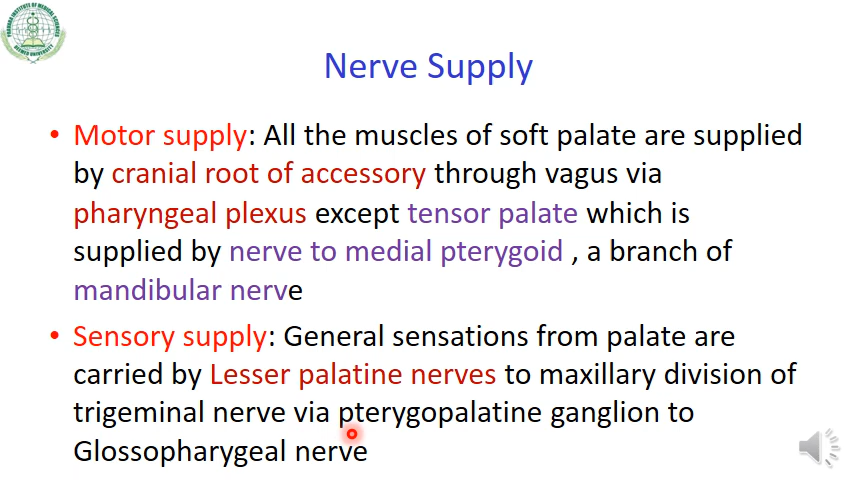 Nerve Supply
• Motor supply: All the muscles of soft palate are supplied
by cranial root of accessory through vagus via
pharyngeal plexus except tensor palate which is
supplied by nerve to medial pterygoid , a branch of
mandibular nerve
• Sensory supply: General sensations from palate are
carried by Lesser palatine nerves to maxillary division of
trigeminal nerve via pterygopalatine ganglion to
Glossopharygeal nerve